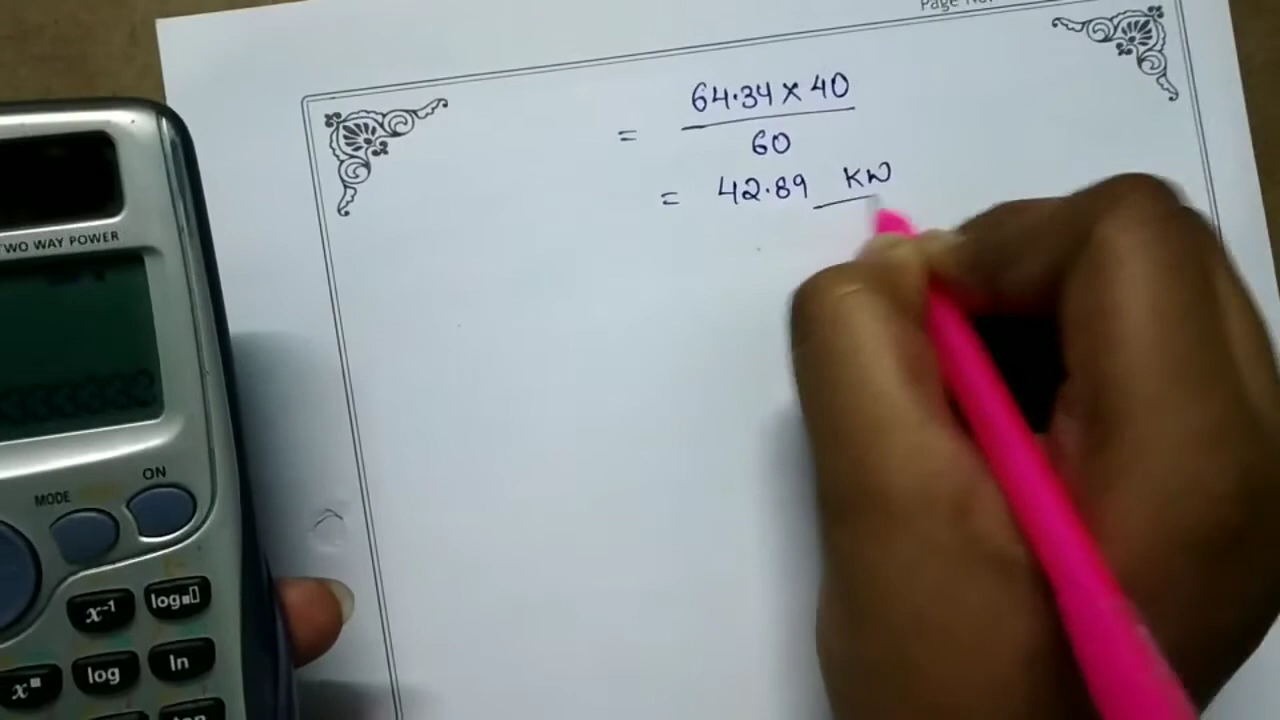 Page No.
= 64.34 × 40
60
= 42.89 KW
TWO WAY POWER
ON
MODE
x⁻¹
log
x
log
ln